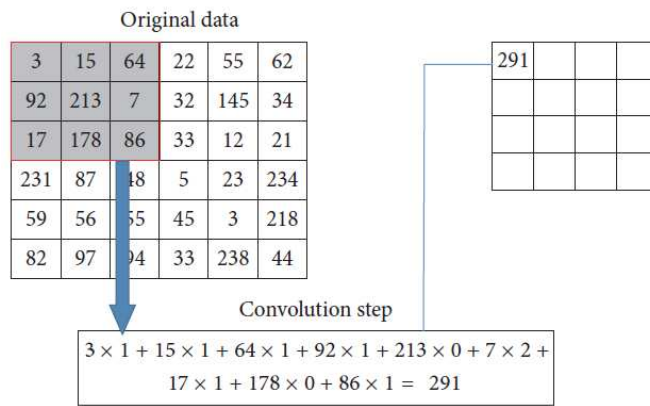 Original data
3 15 64 22 55 62
291
92 213 7 32 145 34
17 178 86 33 12 21
231 87 48 5 23 234
59 56 55 45 3 218
82 97 94 33 238 44
Convolution step
3 × 1 + 15 × 1 + 64 × 1 + 92 × 1 + 213 × 0 + 7 × 2 +
17 × 1 + 178 × 0 + 86 × 1 = 291